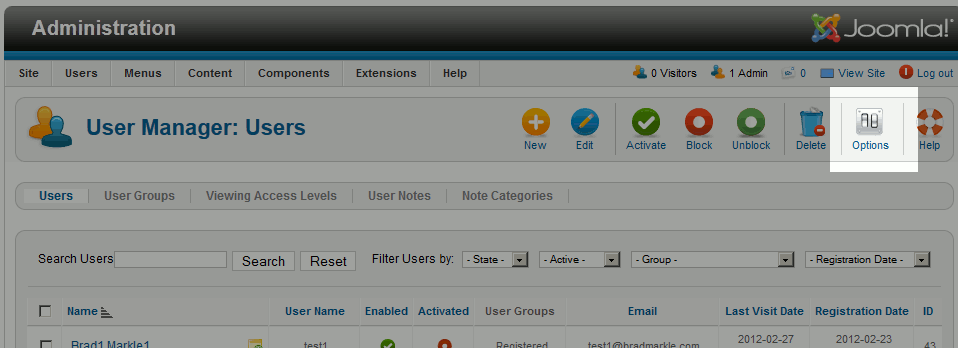 Administration
Joomla!
Site Users Menus Content Components Extensions Help
0 Visitors 1 Admin 0 View Site Log out
User Manager: Users
New Edit Activate Block Unblock Delete Options Help
Users User Groups Viewing Access Levels User Notes Note Categories
Search Users Search Reset Filter Users by: - State - - Active - - Group - - Registration Date -
Name User Name Enabled Activated User Groups Email Last Visit Date Registration Date ID
2012-02-27 2012-02-23
Brad1 Markle1 test1 Registered test1@bradmarkle.com 43